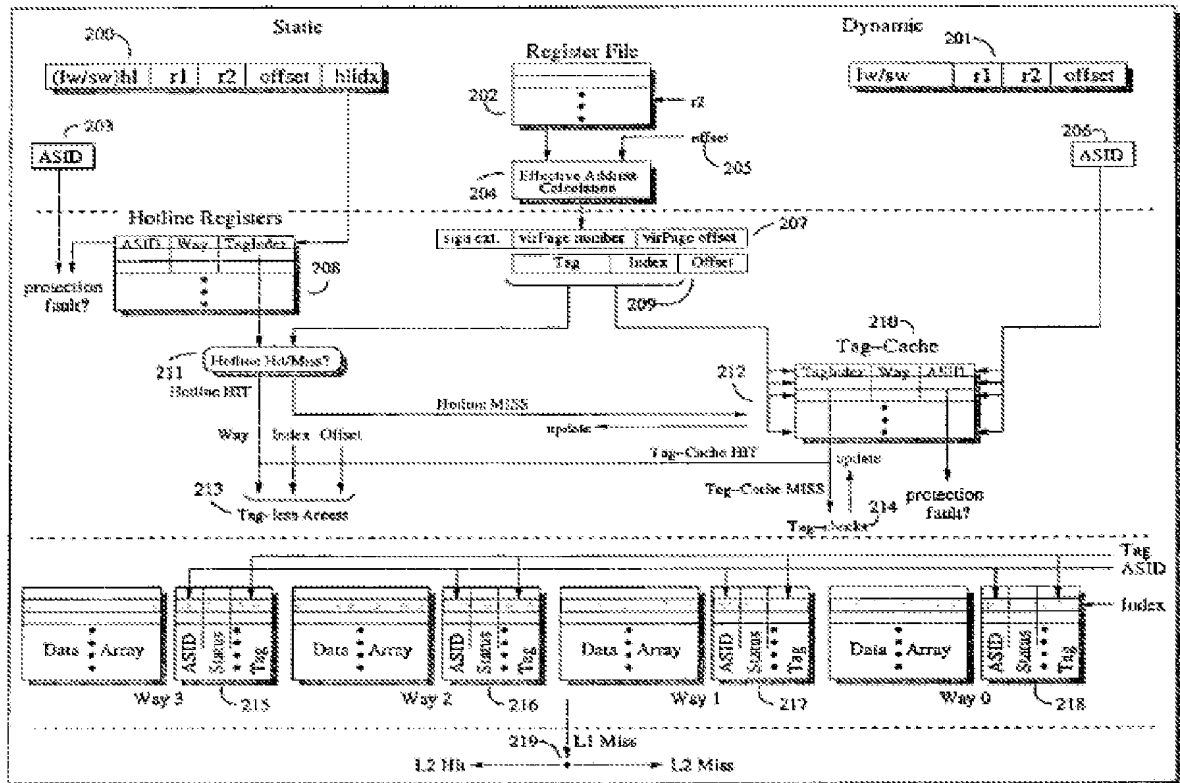 Static
Dynamic
200
Register File
201
(lw/sw)hl r1 r2 offset hlidx
lw/sw r1 r2 offset
202
r2
203
offset
205
206
ASID
ASID
204
Effective Address
Calculation
Hotline Registers
207
sign ext. virPage number virPage offset
ASID Way TagIndex
Tag Index Offset
208
protection
fault?
209
210
Tag-Cache
Hotline Hit/Miss?
211
212
TagIndex Way ASID
Hotline HIT
Hotline MISS
Way Index Offset
update
Tag-Cache HIT
update
213
Tag-Cache MISS
protection
fault?
Tag-less Access
214
Tag-checks
Tag
ASID
Index
Data Array
ASID
Status
Tag
Data Array
ASID
Status
Tag
Data Array
ASID
Status
Tag
Data Array
ASID
Status
Tag
Way 3
215
Way 2
216
Way 1
217
Way 0
218
219
L1 Miss
L2 Hit
L2 Miss